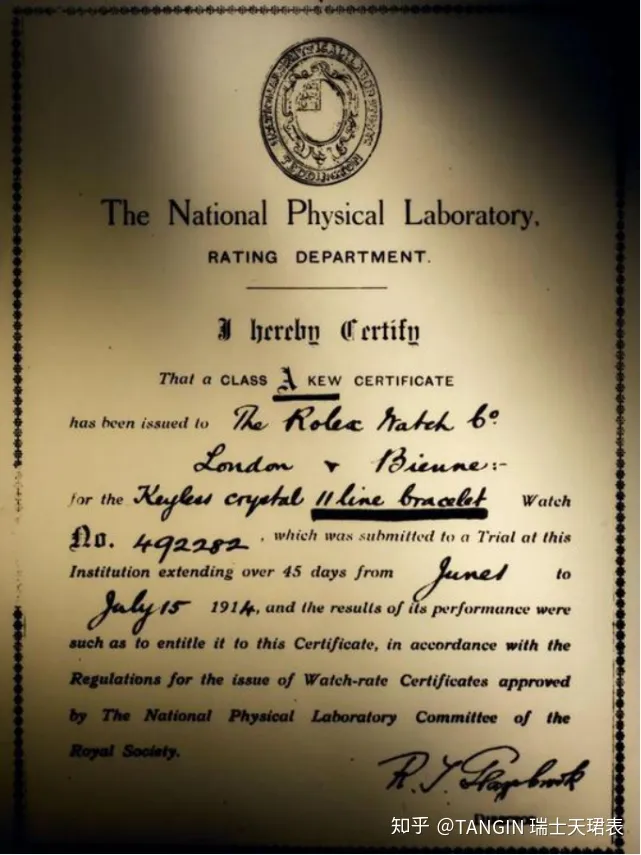 The National Physical Laboratory.
RATING DEPARTMENT.
I hereby Certify
That a CLASS A KEW CERTIFICATE
has been issued to The Rolex Watch Co
London & Bienne:-
for the Keyless crystal 11 line bracelet Watch
No. 492282, which was submitted to a Trial at this
Institution extending over 45 days from June 1 to
July 15 1914, and the results of its performance were
such as to entitle it to this Certificate, in accordance with the
Regulations for the issue of Watch-rate Certificates approved
by The National Physical Laboratory Committee of the
Royal Society.
R. T. Glazebrook
知乎 @TANGIN 瑞士天珺表